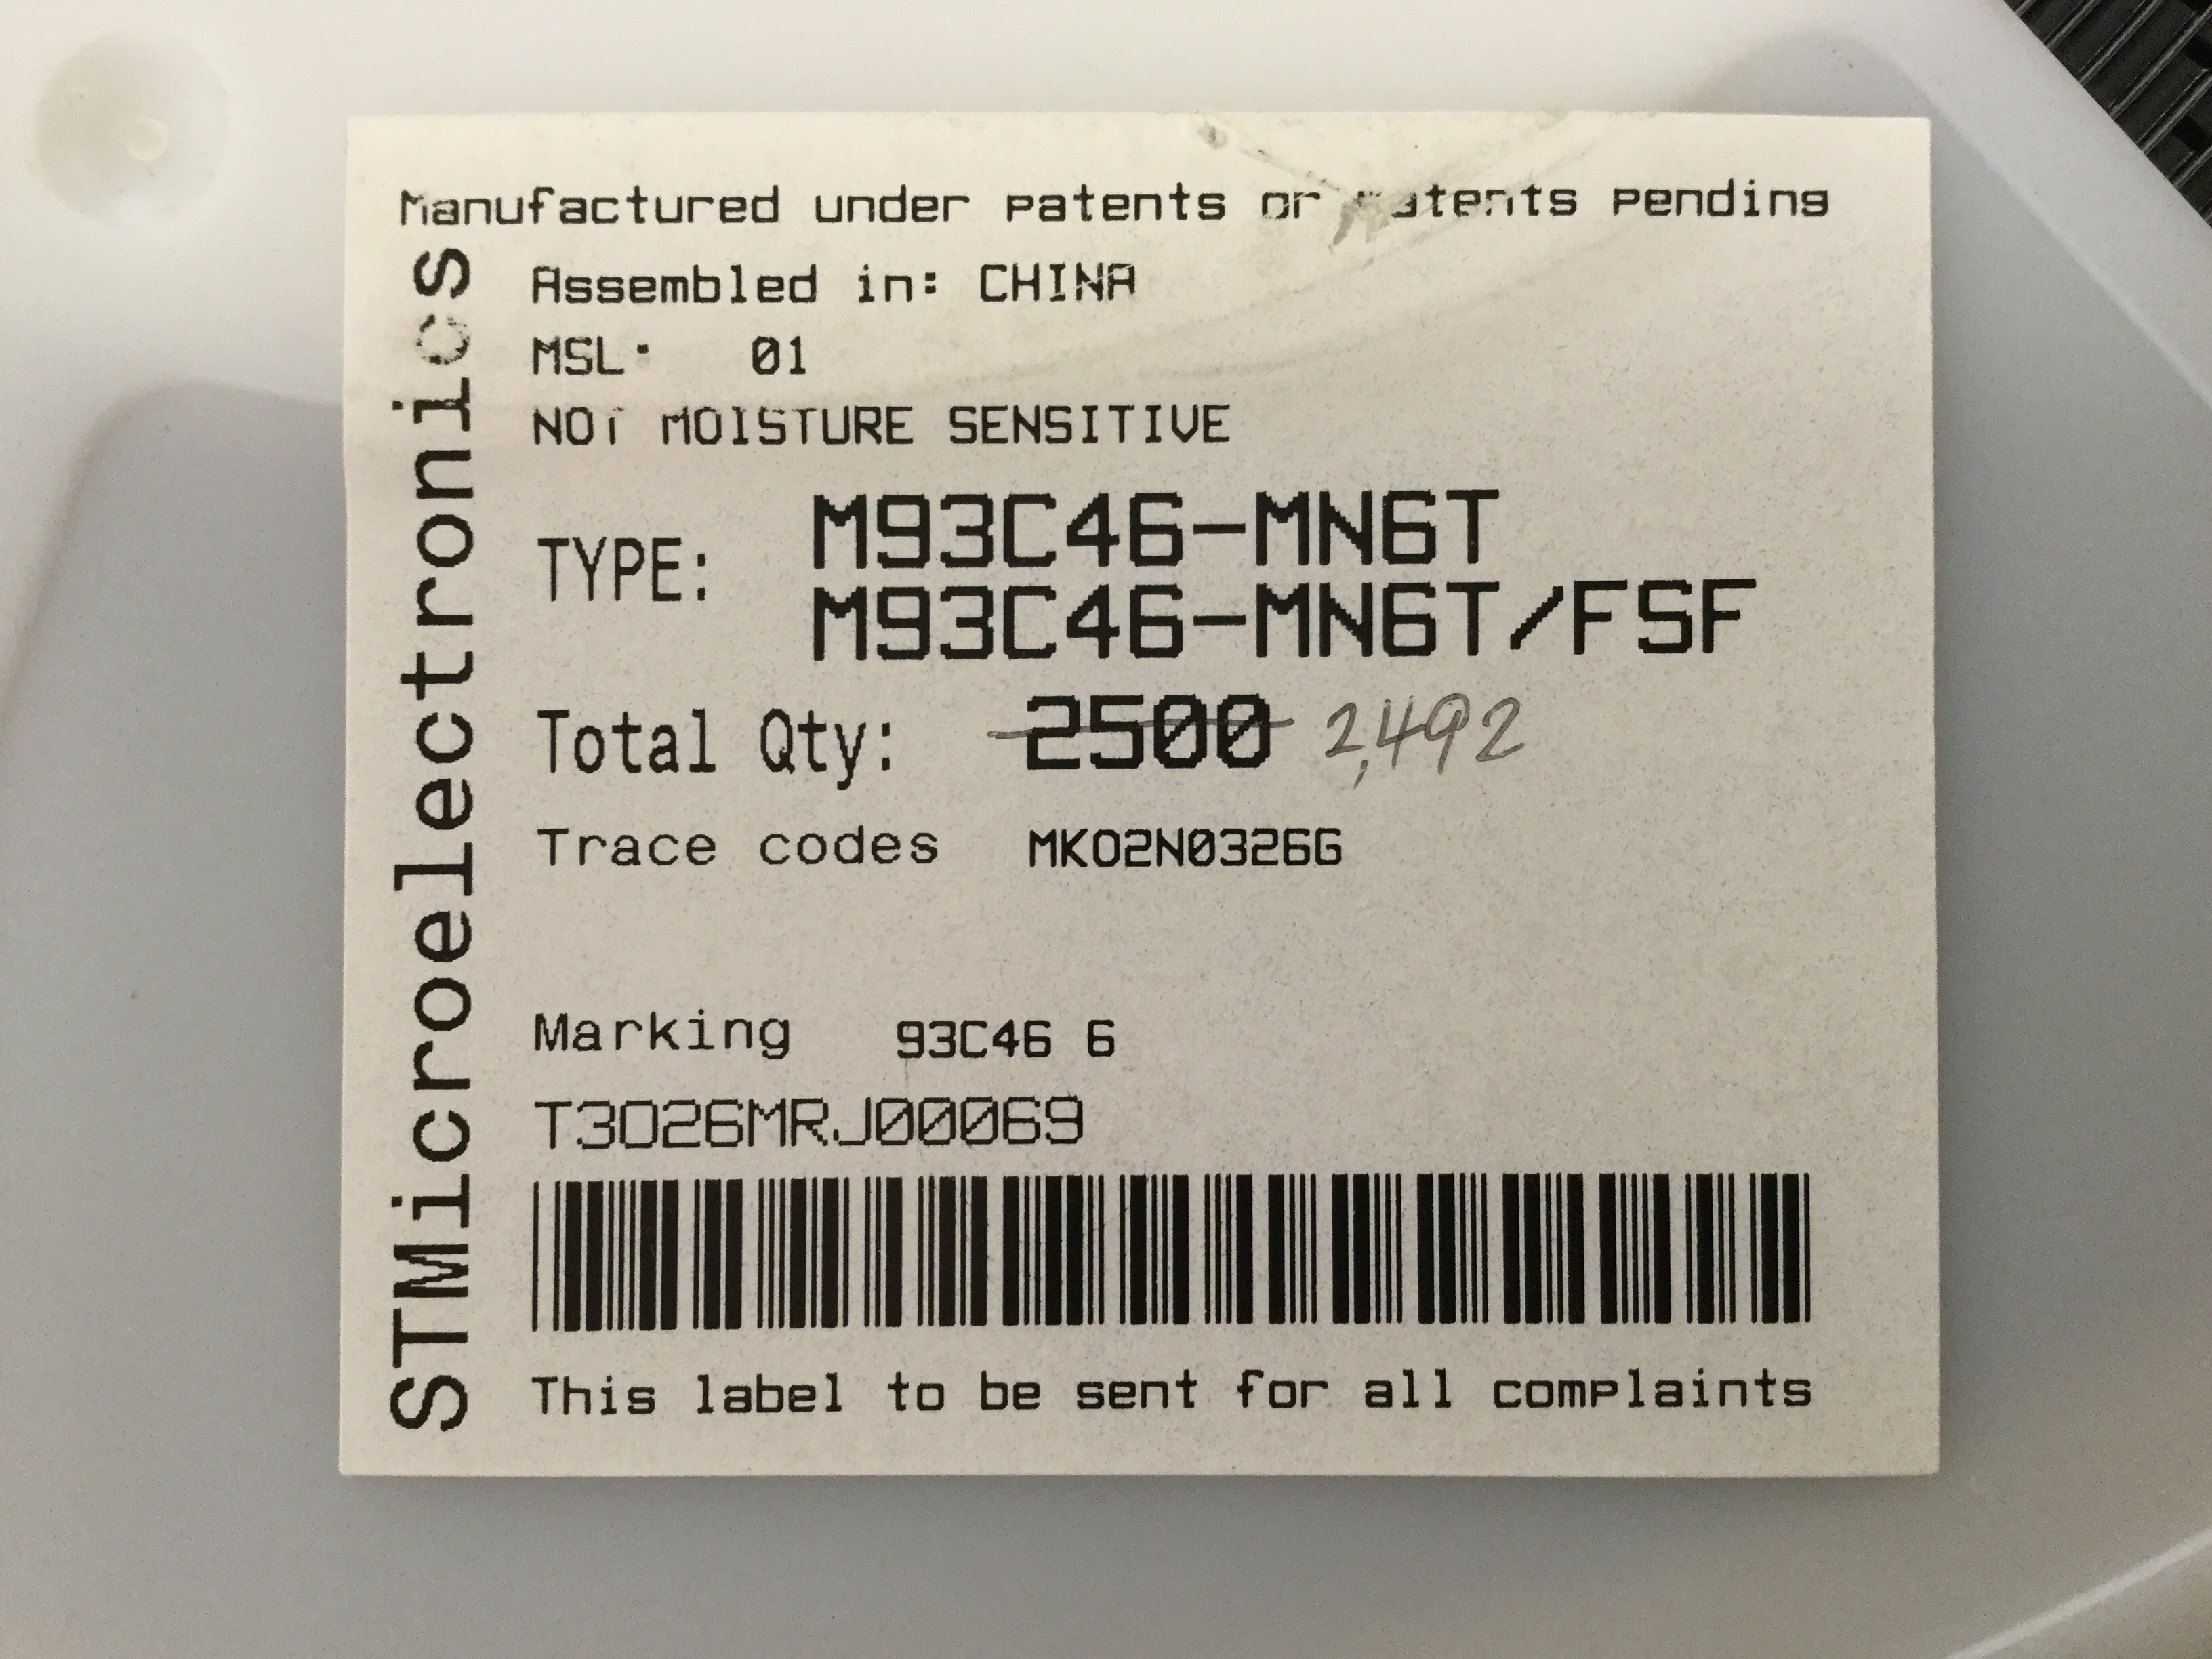 Manufactured under patents or patents pending
STMicroelectronics
Assembled in: CHINA
MSL: 01
NOT MOISTURE SENSITIVE
TYPE: M93C46-MN6T
M93C46-MN6T/FSF
Total Qty: 2500 2,492
Trace codes MKO2N0326G
Marking 93C46 6
T3O26MRJ00069
This label to be sent for all complaints